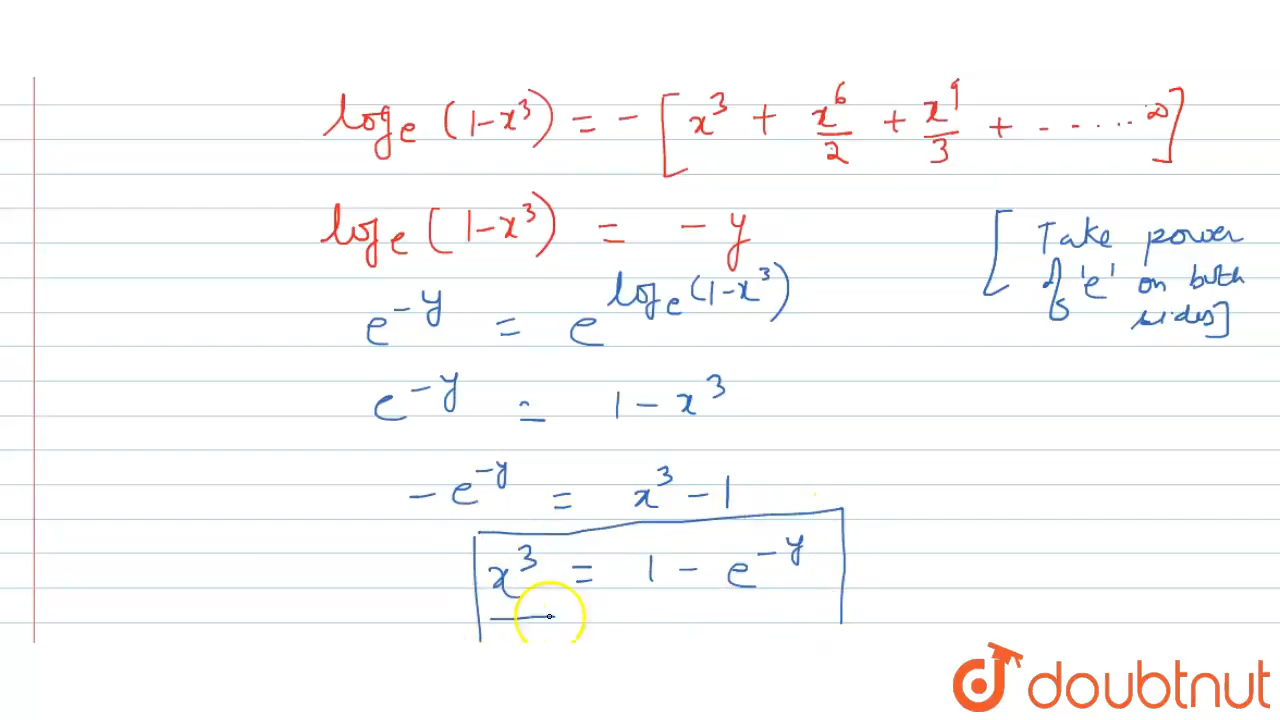 logₑ (1-x³) = - [ x³ + x⁶/2 + x⁹/3 + - - ... ∞ ]
logₑ (1-x³) = - y
[ Take power
of 'e' on both
sides]
e^-y = e^logₑ(1-x³)
e^-y = 1 - x³
- e^-y = x³ - 1
x³ = 1 - e^-y
doubtnut